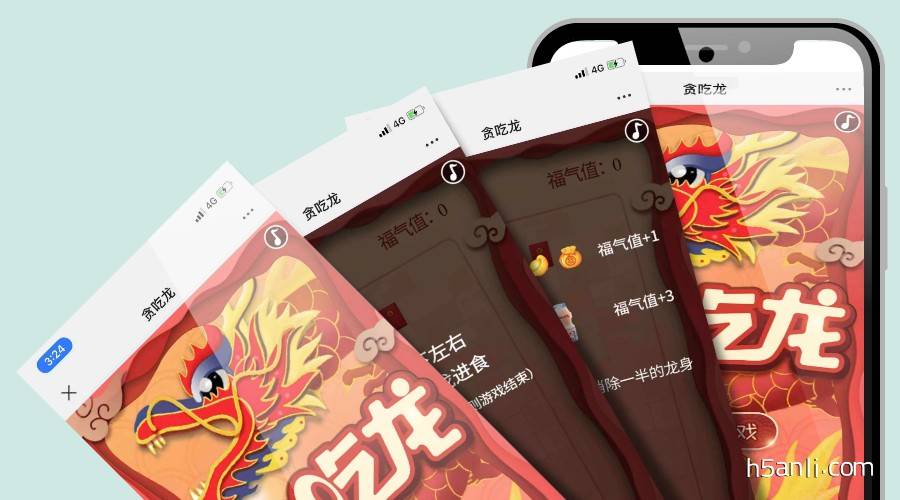 4G
贪吃龙
3:24
吃龙
4G
贪吃龙
福气值：0
左右
进食
游戏结束）
4G
贪吃龙
福气值：0
福气值+1
福气值+3
除一半的龙身
贪吃龙
吃龙
戏
h5anli.com